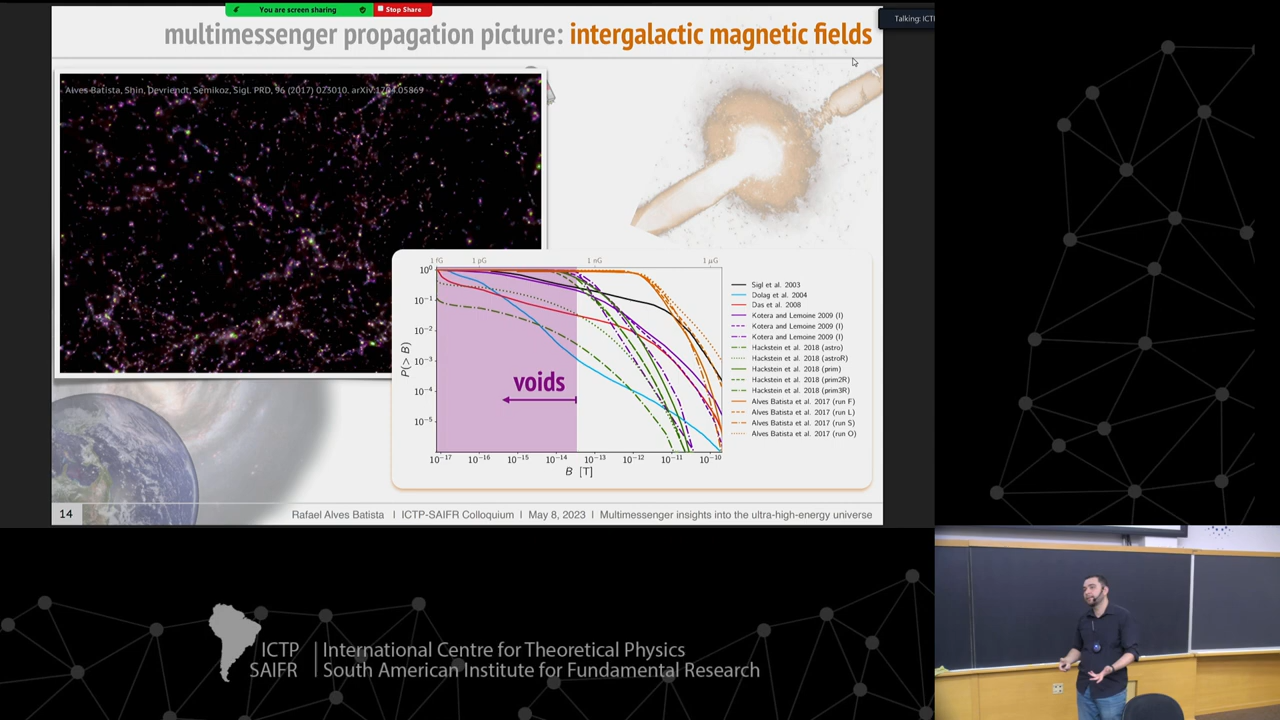 You are screen sharing
Stop Share
Talking: ICT
multimessenger propagation picture: intergalactic magnetic fields
Alves Batista, Shin, Devriendt, Semikoz, Sigl. PRD, 96 (2017) 023010. arXiv:1704.05869
1 fG 1 pG 1 nG 1 μG
10⁰
10⁻¹
10⁻²
10⁻³
10⁻⁴
10⁻⁵
P(> B)
voids
10⁻¹⁷ 10⁻¹⁶ 10⁻¹⁵ 10⁻¹⁴ 10⁻¹³ 10⁻¹² 10⁻¹¹ 10⁻¹⁰
B [T]
Sigl et al. 2003
Dolag et al. 2004
Das et al. 2008
Kotera and Lemoine 2009 (I)
Kotera and Lemoine 2009 (I)
Kotera and Lemoine 2009 (I)
Hackstein et al. 2018 (astro)
Hackstein et al. 2018 (astroR)
Hackstein et al. 2018 (prim)
Hackstein et al. 2018 (prim2R)
Hackstein et al. 2018 (prim3R)
Alves Batista et al. 2017 (run F)
Alves Batista et al. 2017 (run L)
Alves Batista et al. 2017 (run S)
Alves Batista et al. 2017 (run O)
14
Rafael Alves Batista | ICTP-SAIFR Colloquium | May 8, 2023 | Multimessenger insights into the ultra-high-energy universe
ICTP
SAIFR
International Centre for Theoretical Physics
South American Institute for Fundamental Research